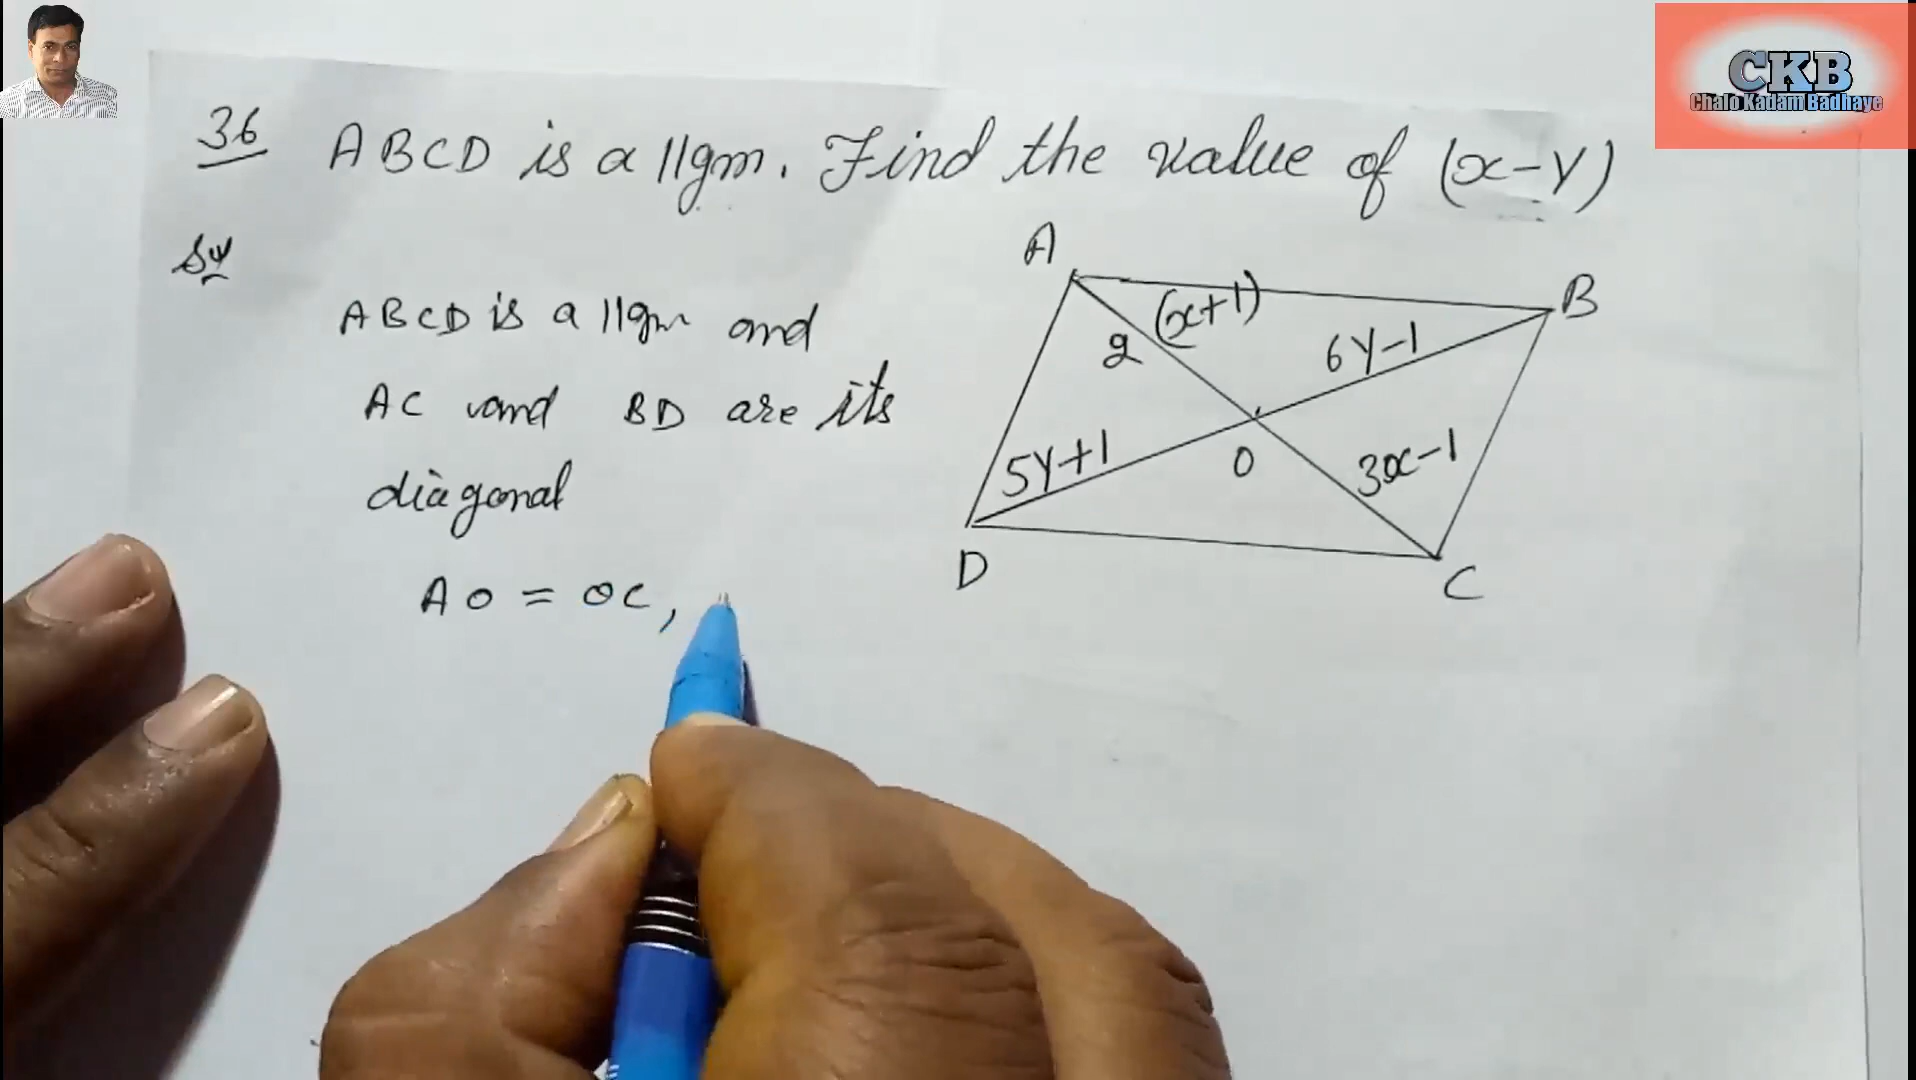 CKB
Chalo Kadam Badhaye
36 ABCD is a ||gm. Find the value of (x-y)
ABCD is a ||gm and
AC and BD are its
diagonal
AO = OC,
A
B
(x+1)
2
6y-1
5y+1
O
3x-1
D
C